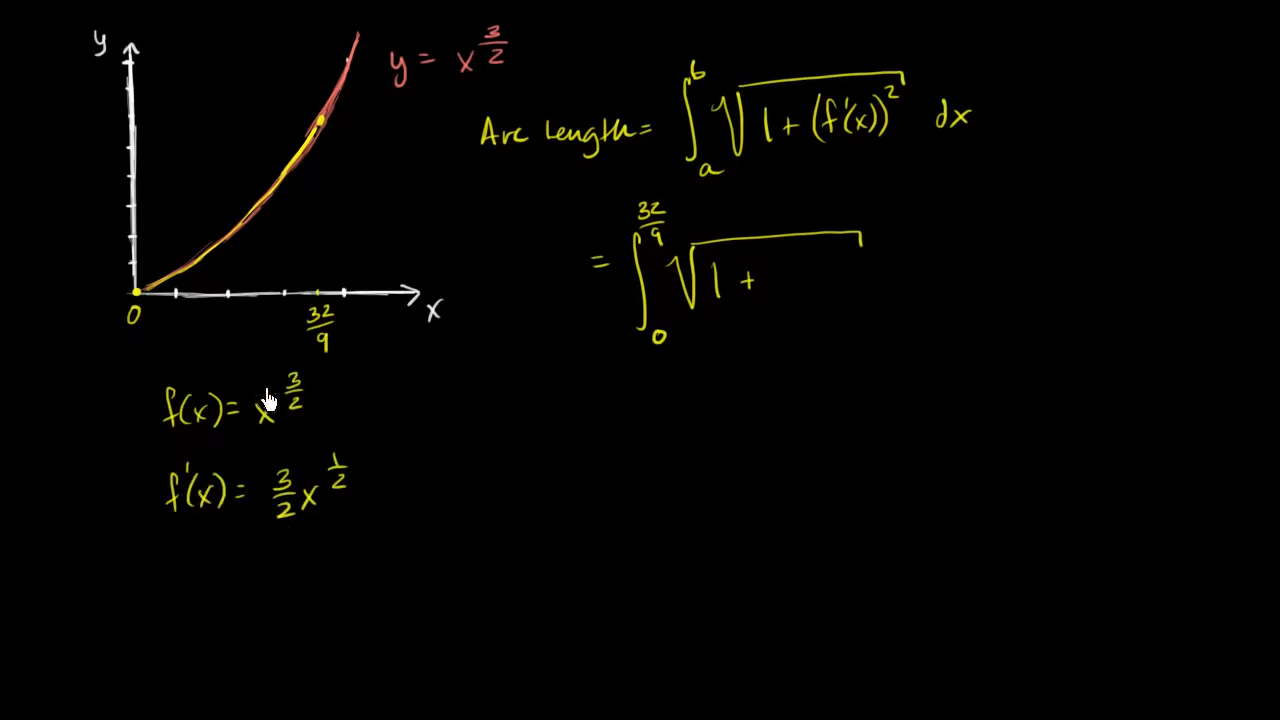 y
y = x^{3/2}
Arc Length = ∫_a^b √(1 + (f'(x))²) dx
= ∫_0^{32/9} √(1 +
0
32/9
x
f(x) = x^{3/2}
f'(x) = 3/2 x^{1/2}